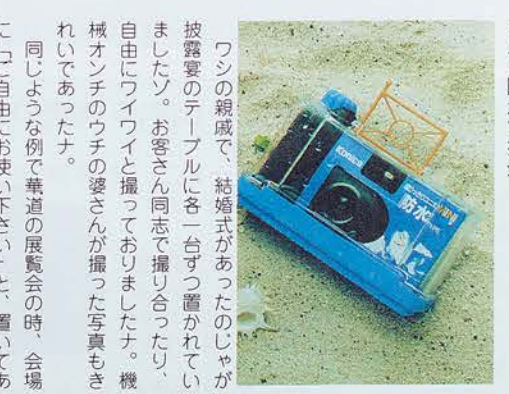 ワシの親戚で、結婚式があったのじゃが
披露宴のテーブルに各一台ずつ置かれてい
ましたゾ。お客さん同志で撮り合ったり、
自由にワイワイと撮っておりましたナ。機
械オンチのウチの婆さんが撮った写真もき
れいであったナ。
同じような例で華道の展覧会の時、会場
に「ご自由にお使い下さい」と、置いてあ
Konica
防水